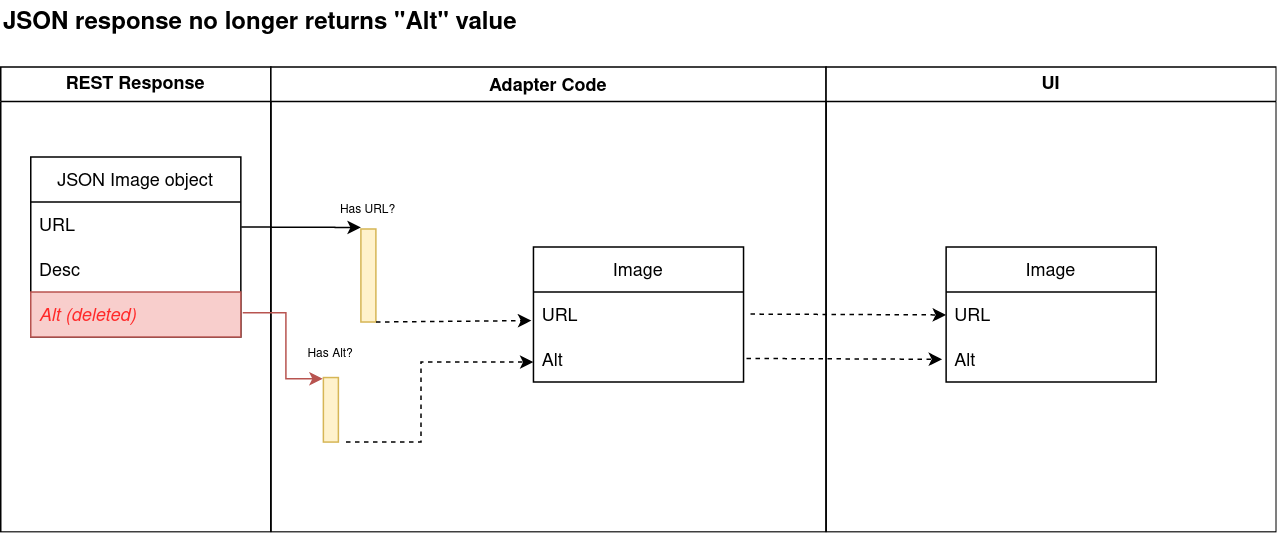 JSON response no longer returns "Alt" value
REST Response
Adapter Code
UI
JSON Image object
URL
Desc
Alt (deleted)
Has URL?
Has Alt?
Image
URL
Alt
Image
URL
Alt